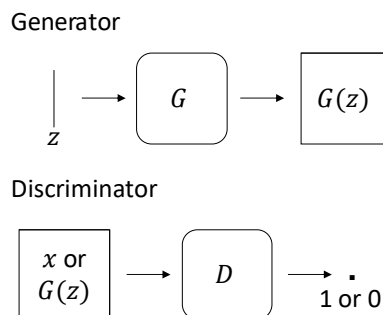 Generator
z
G
G(z)
Discriminator
x or
G(z)
D
1 or 0